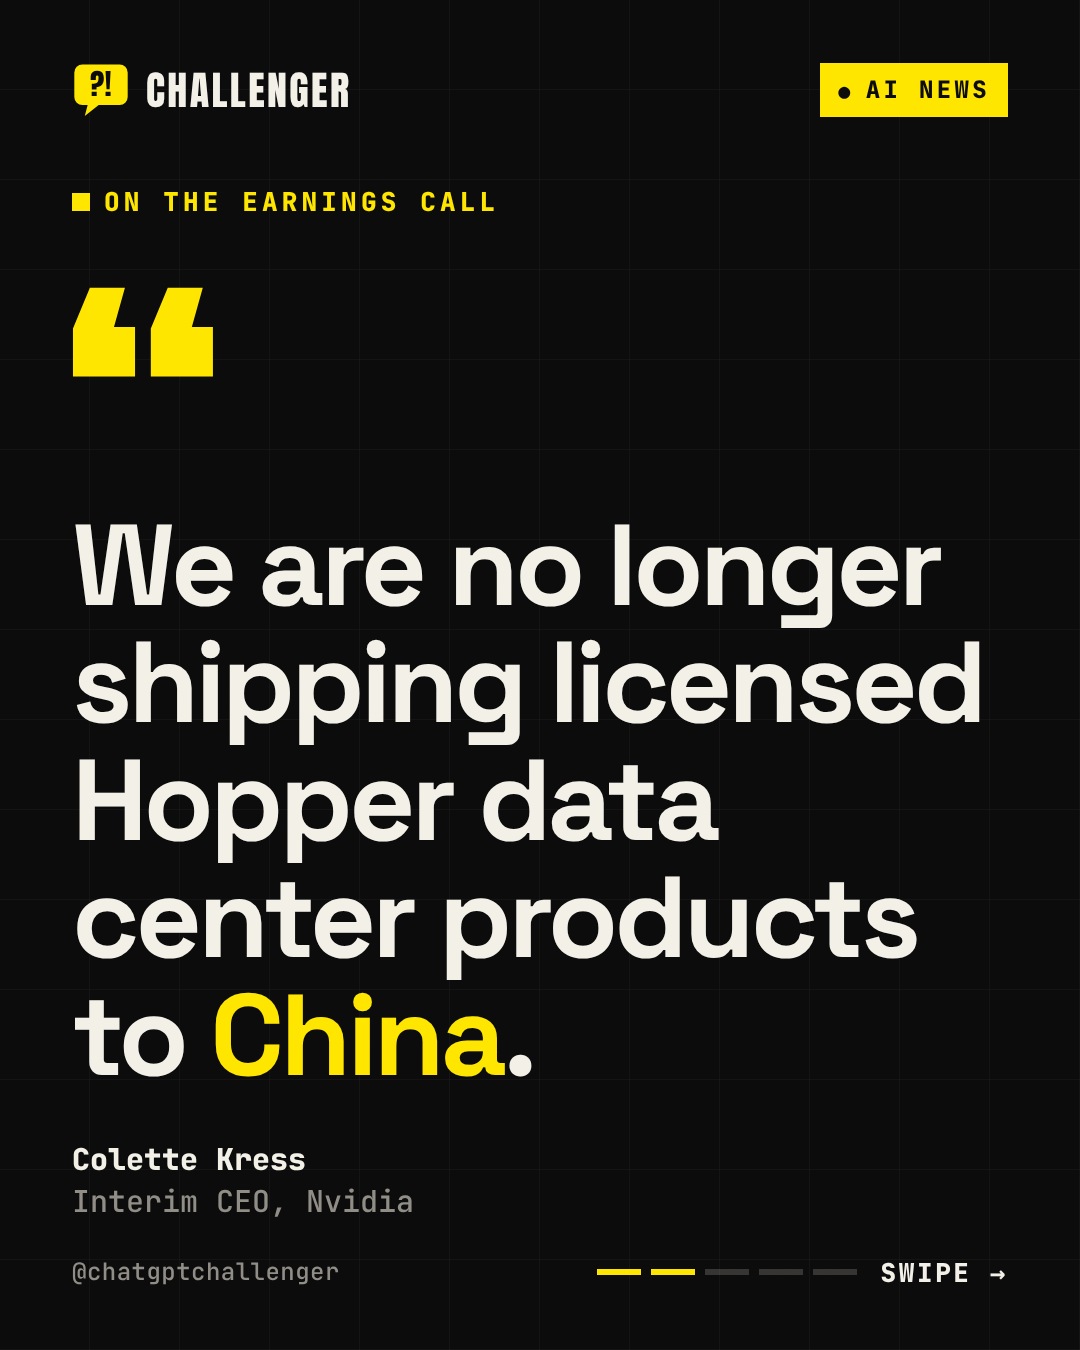 ?! CHALLENGER
● AI NEWS
ON THE EARNINGS CALL
“
We are no longer
shipping licensed
Hopper data
center products
to China.
Colette Kress
Interim CEO, Nvidia
@chatgptchallenger
SWIPE →